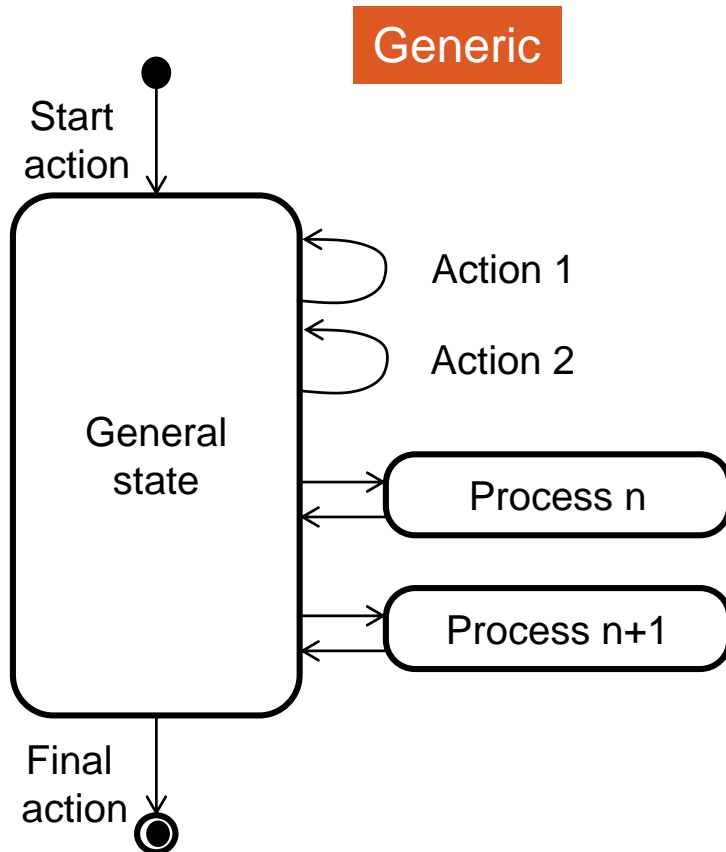 Generic
Start
action
Action 1
Action 2
General
state
Process n
Process n+1
Final
action